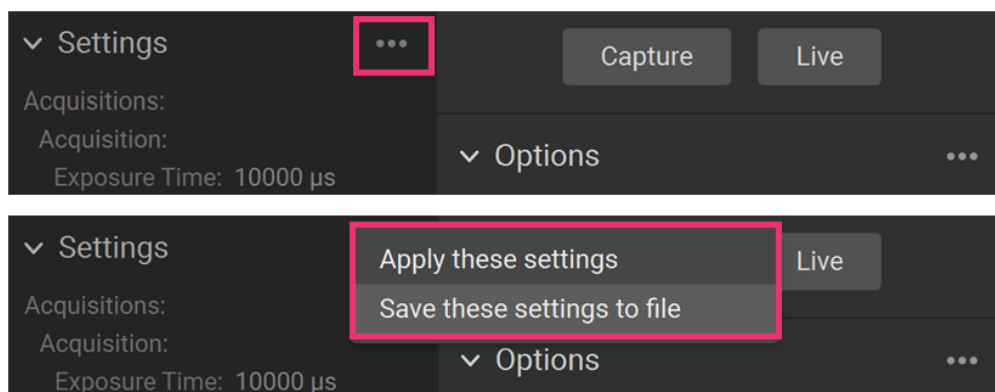 Settings
Capture
Live
Acquisitions:
Acquisition:
Exposure Time: 10000 µs
Options
Settings
Apply these settings
Save these settings to file
Live
Acquisitions:
Acquisition:
Exposure Time: 10000 µs
Options